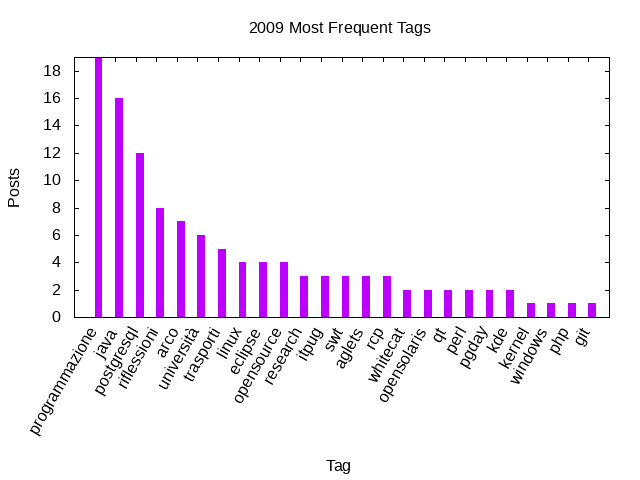 2009 Most Frequent Tags
Posts
18
16
14
12
10
8
6
4
2
0
programmazione
java
postgresql
riflessioni
arco
università
trasporti
linux
eclipse
opensource
research
itpug
swt
aglets
rcp
whitecat
opensolaris
qt
perl
pgday
kde
kernel
windows
php
git
Tag